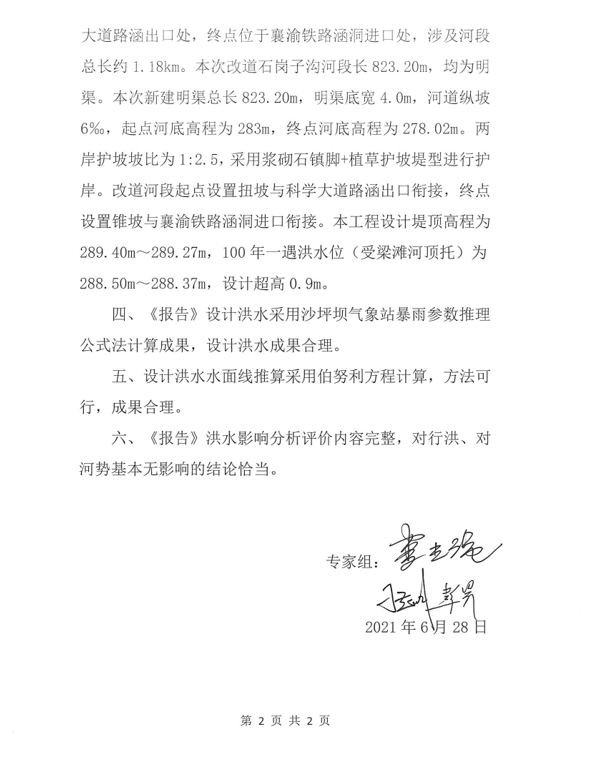 大道路涵出口处，终点位于襄渝铁路涵洞进口处，涉及河段
总长约 1.18km。本次改道石岗子沟河段长 823.20m，均为明
渠。本次新建明渠总长 823.20m，明渠底宽 4.0m，河道纵坡
6‰，起点河底高程为 283m，终点河底高程为 278.02m。两
岸护坡坡比为 1:2.5，采用浆砌石镇脚+植草护坡堤型进行护
岸。改道河段起点设置扭坡与科学大道路涵出口衔接，终点
设置锥坡与襄渝铁路涵洞进口衔接。本工程设计堤顶高程为
289.40m～289.27m，100 年一遇洪水位（受梁滩河顶托）为
288.50m～288.37m，设计超高 0.9m。
四、《报告》设计洪水采用沙坪坝气象站暴雨参数推理
公式法计算成果，设计洪水成果合理。
五、设计洪水水面线推算采用伯努利方程计算，方法可
行，成果合理。
六、《报告》洪水影响分析评价内容完整，对行洪、对
河势基本无影响的结论恰当。
专家组：
2021 年 6 月 28 日
第 2 页 共 2 页